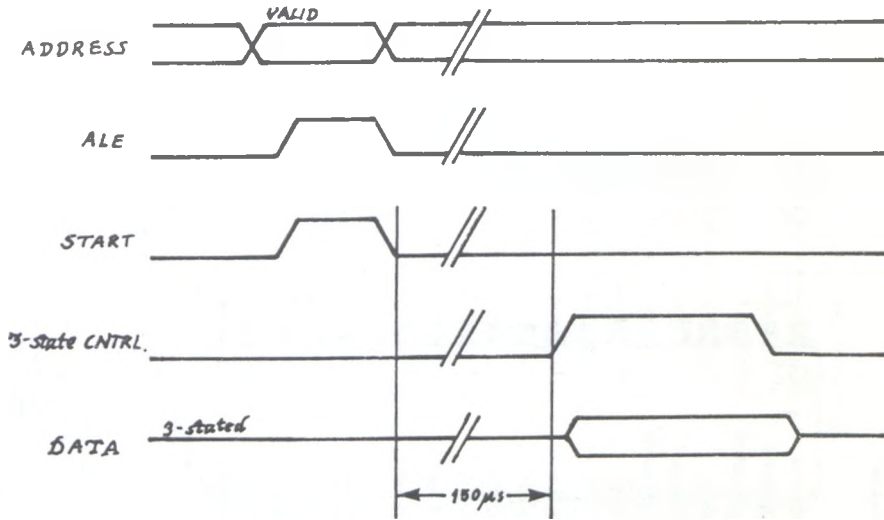 VALID
ADDRESS
ALE
START
3-state CNTRL.
3-stated
DATA
150µs